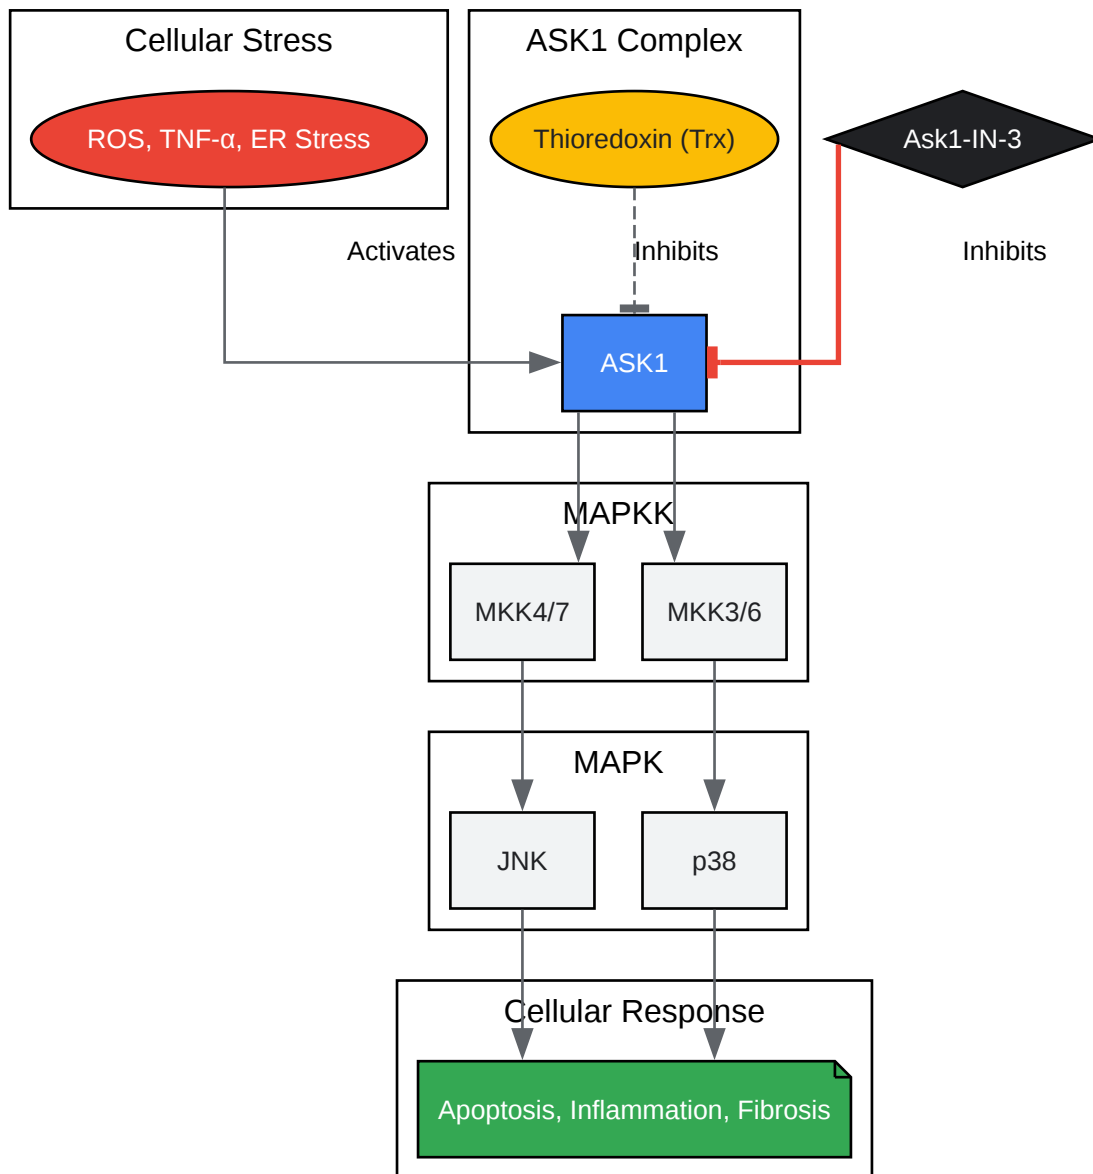 Cellular Stress
ASK1 Complex
ROS, TNF-α, ER Stress
Thioredoxin (Trx)
Ask1-IN-3
Activates
Inhibits
Inhibits
ASK1
MAPKK
MKK4/7
MKK3/6
MAPK
JNK
p38
Cellular Response
Apoptosis, Inflammation, Fibrosis